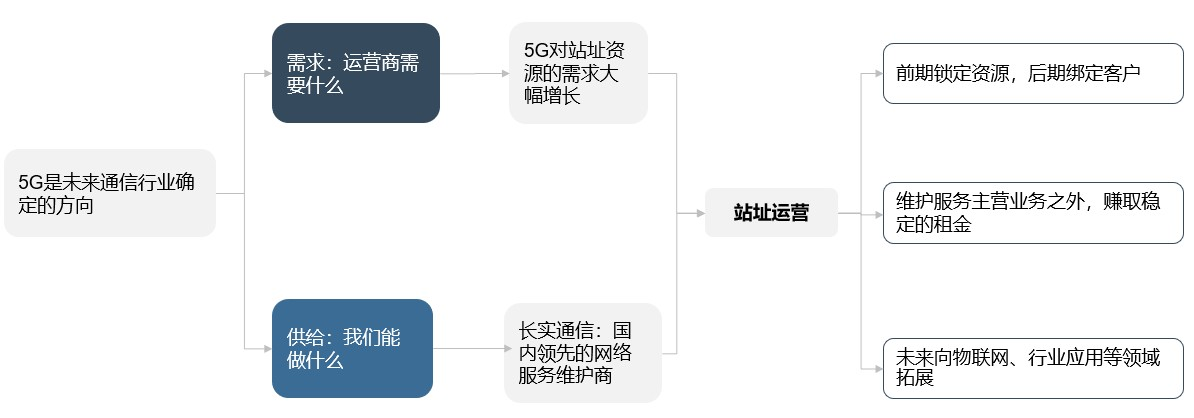 5G是未来通信行业确
定的方向
需求：运营商需
要什么
5G对站址资
源的需求大
幅增长
供给：我们能
做什么
长实通信：国
内领先的网络
服务维护商
站址运营
前期锁定资源，后期绑定客户
维护服务主营业务之外，赚取稳
定的租金
未来向物联网、行业应用等领域
拓展